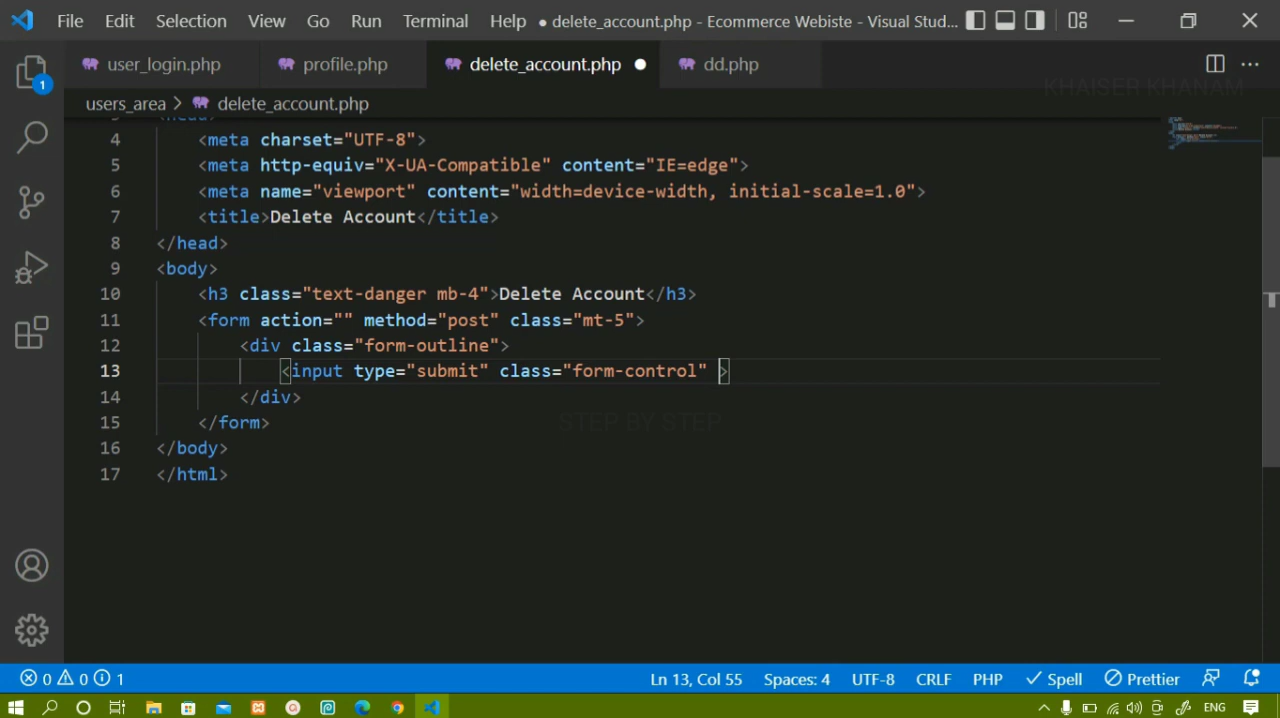 File Edit Selection View Go Run Terminal Help ● delete_account.php - Ecommerce Webiste - Visual Stud...
1
user_login.php profile.php delete_account.php ● dd.php
KHAISER KHANAM
users_area > delete_account.php
3 <head>
4 <meta charset="UTF-8">
5 <meta http-equiv="X-UA-Compatible" content="IE=edge">
6 <meta name="viewport" content="width=device-width, initial-scale=1.0">
7 <title>Delete Account</title>
8 </head>
9 <body>
10 <h3 class="text-danger mb-4">Delete Account</h3>
11 <form action="" method="post" class="mt-5">
12 <div class="form-outline">
13 <input type="submit" class="form-control" >
14 </div>
STEP BY STEP
15 </form>
16 </body>
17 </html>
0 0 1 Ln 13, Col 55 Spaces: 4 UTF-8 CRLF PHP Spell Prettier
ENG